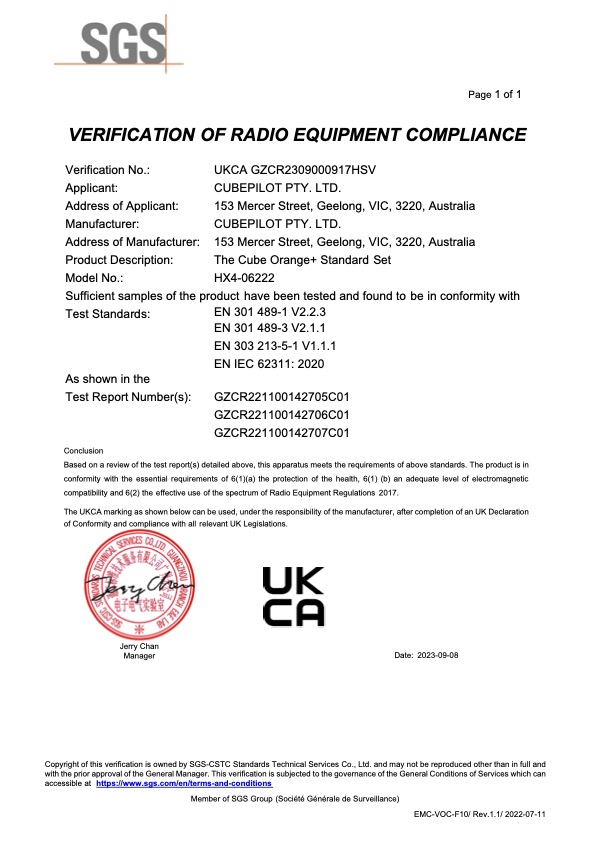 SGS
Page 1 of 1
VERIFICATION OF RADIO EQUIPMENT COMPLIANCE
Verification No.: UKCA GZCR2309000917HSV
Applicant: CUBEPILOT PTY. LTD.
Address of Applicant: 153 Mercer Street, Geelong, VIC, 3220, Australia
Manufacturer: CUBEPILOT PTY. LTD.
Address of Manufacturer: 153 Mercer Street, Geelong, VIC, 3220, Australia
Product Description: The Cube Orange+ Standard Set
Model No.: HX4-06222
Sufficient samples of the product have been tested and found to be in conformity with
Test Standards: EN 301 489-1 V2.2.3
EN 301 489-3 V2.1.1
EN 303 213-5-1 V1.1.1
EN IEC 62311: 2020
As shown in the
Test Report Number(s): GZCR221100142705C01
GZCR221100142706C01
GZCR221100142707C01
Conclusion
Based on a review of the test report(s) detailed above, this apparatus meets the requirements of above standards. The product is in
conformity with the essential requirements of 6(1)(a) the protection of the health, 6(1) (b) an adequate level of electromagnetic
compatibility and 6(2) the effective use of the spectrum of Radio Equipment Regulations 2017.
The UKCA marking as shown below can be used, under the responsibility of the manufacturer, after completion of an UK Declaration
of Conformity and compliance with all relevant UK Legislations.
SGS-CSTC STANDARDS TECHNICAL SERVICES CO., LTD. GUANGZHOU BRANCH E&E LAB
电子电气实验室
Jerry Chan
UK
CA
Jerry Chan
Manager
Date: 2023-09-08
Copyright of this verification is owned by SGS-CSTC Standards Technical Services Co., Ltd. and may not be reproduced other than in full and
with the prior approval of the General Manager. This verification is subjected to the governance of the General Conditions of Services which can
accessible at https://www.sgs.com/en/terms-and-conditions
Member of SGS Group (Société Générale de Surveillance)
EMC-VOC-F10/ Rev.1.1/ 2022-07-11